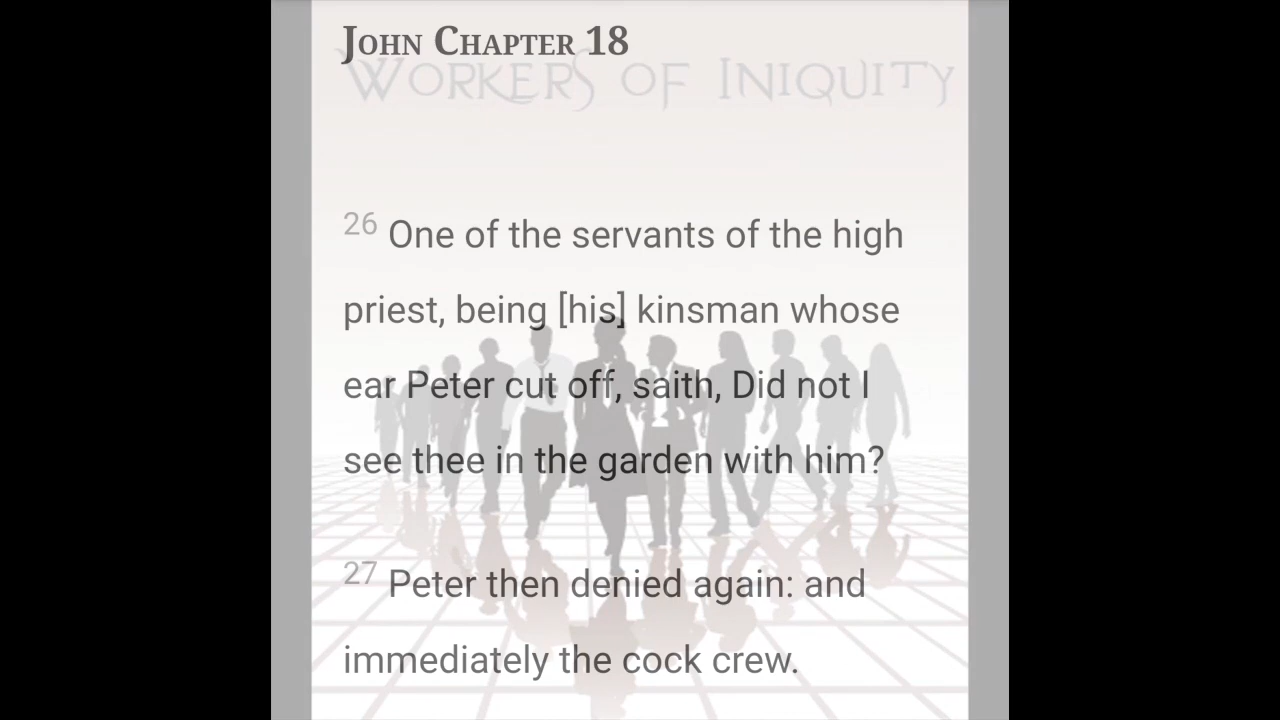 John Chapter 18
Workers of Iniquity
26 One of the servants of the high
priest, being [his] kinsman whose
ear Peter cut off, saith, Did not I
see thee in the garden with him?
27 Peter then denied again: and
immediately the cock crew.